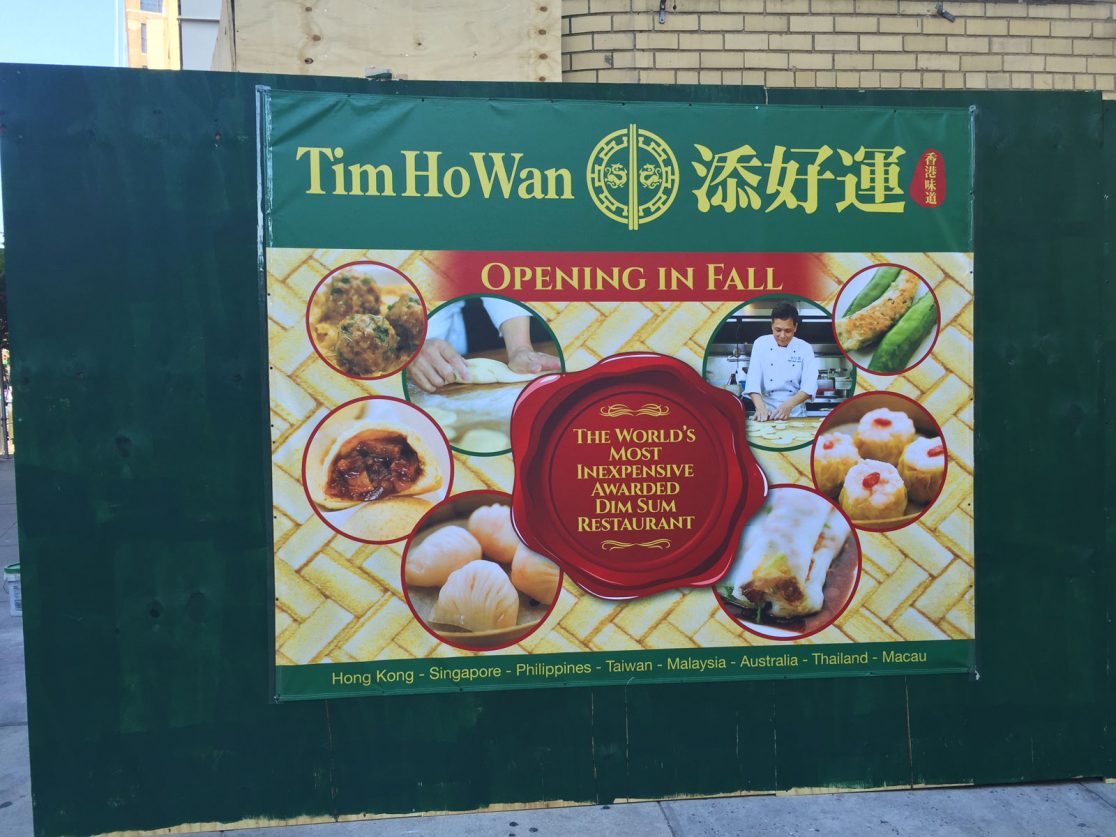 Tim Ho Wan 添好運
香港味道
OPENING IN FALL
THE WORLD'S
MOST
INEXPENSIVE
AWARDED
DIM SUM
RESTAURANT
Hong Kong - Singapore - Philippines - Taiwan - Malaysia - Australia - Thailand - Macau